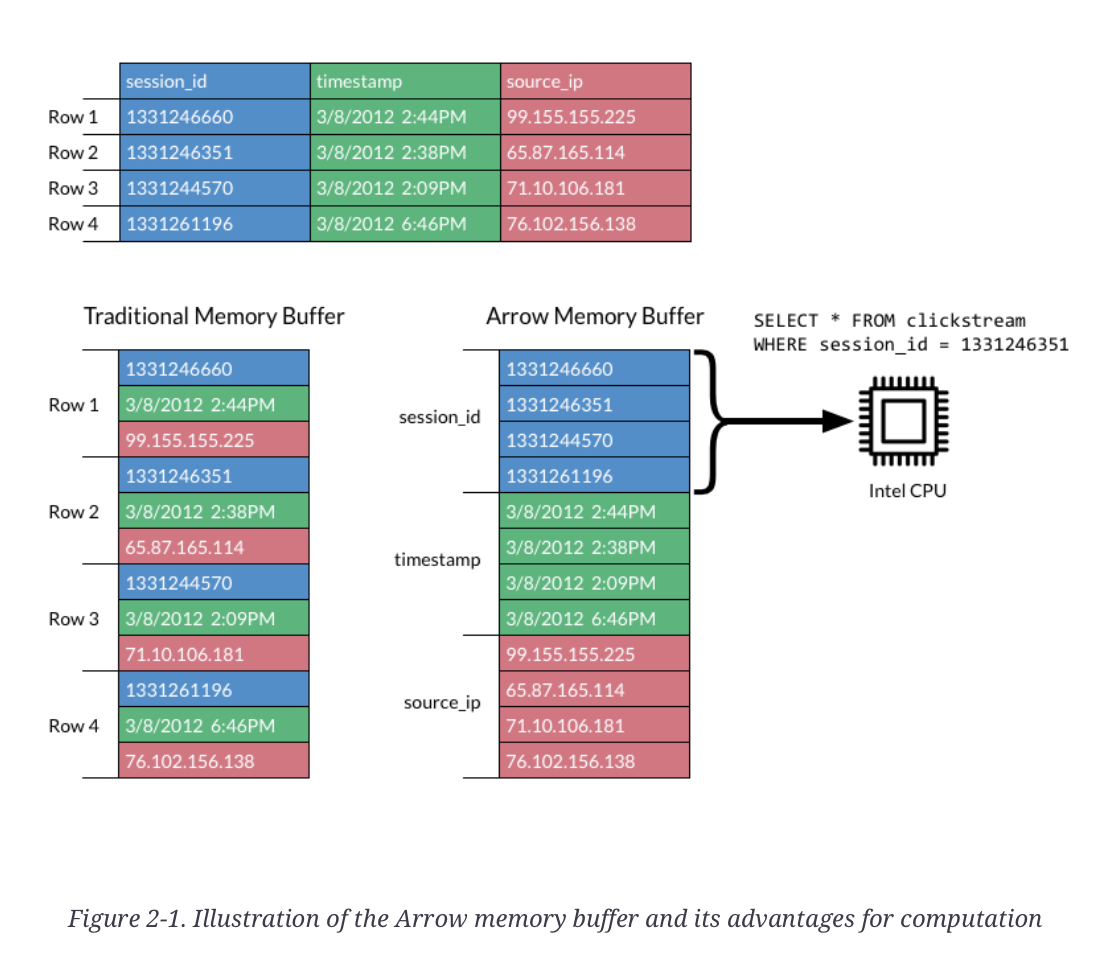 session_id timestamp source_ip
Row 1 1331246660 3/8/2012 2:44PM 99.155.155.225
Row 2 1331246351 3/8/2012 2:38PM 65.87.165.114
Row 3 1331244570 3/8/2012 2:09PM 71.10.106.181
Row 4 1331261196 3/8/2012 6:46PM 76.102.156.138
Traditional Memory Buffer
Row 1
1331246660
3/8/2012 2:44PM
99.155.155.225
Row 2
1331246351
3/8/2012 2:38PM
65.87.165.114
Row 3
1331244570
3/8/2012 2:09PM
71.10.106.181
Row 4
1331261196
3/8/2012 6:46PM
76.102.156.138
Arrow Memory Buffer
session_id
1331246660
1331246351
1331244570
1331261196
timestamp
3/8/2012 2:44PM
3/8/2012 2:38PM
3/8/2012 2:09PM
3/8/2012 6:46PM
source_ip
99.155.155.225
65.87.165.114
71.10.106.181
76.102.156.138
SELECT * FROM clickstream
WHERE session_id = 1331246351
Intel CPU
Figure 2-1. Illustration of the Arrow memory buffer and its advantages for computation